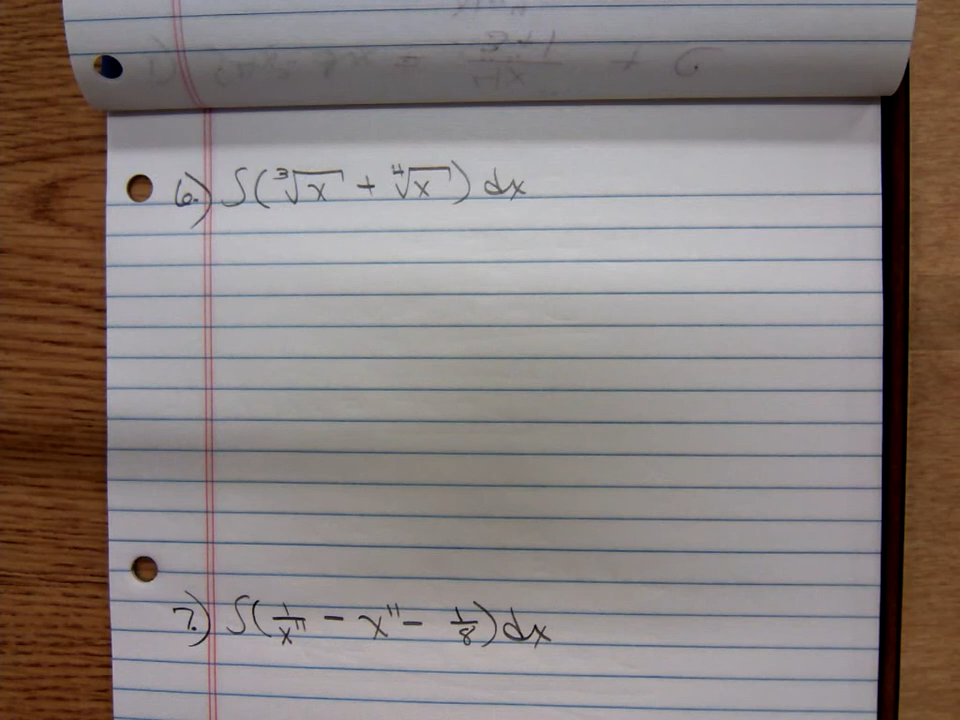 6.) ∫(∛x + ∜x) dx
7.) ∫(1/x¹¹ - x¹¹ - 1/8) dx